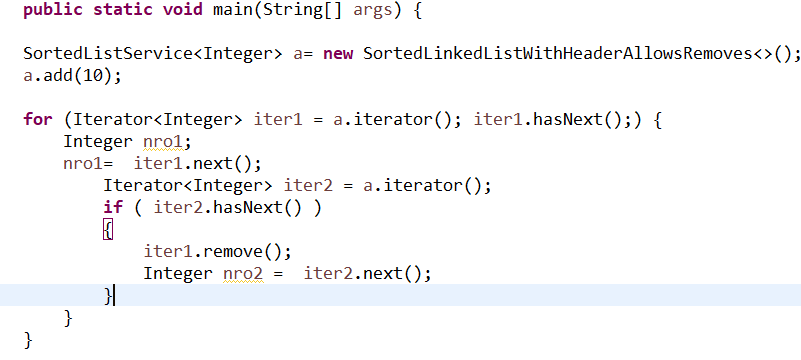 public static void main(String[] args) {
SortedListService<Integer> a= new SortedLinkedListWithHeaderAllowsRemoves<>();
a.add(10);
for (Iterator<Integer> iter1 = a.iterator(); iter1.hasNext();) {
Integer nro1;
nro1=  iter1.next();
Iterator<Integer> iter2 = a.iterator();
if ( iter2.hasNext() )
{
iter1.remove();
Integer nro2 =  iter2.next();
}
}
}